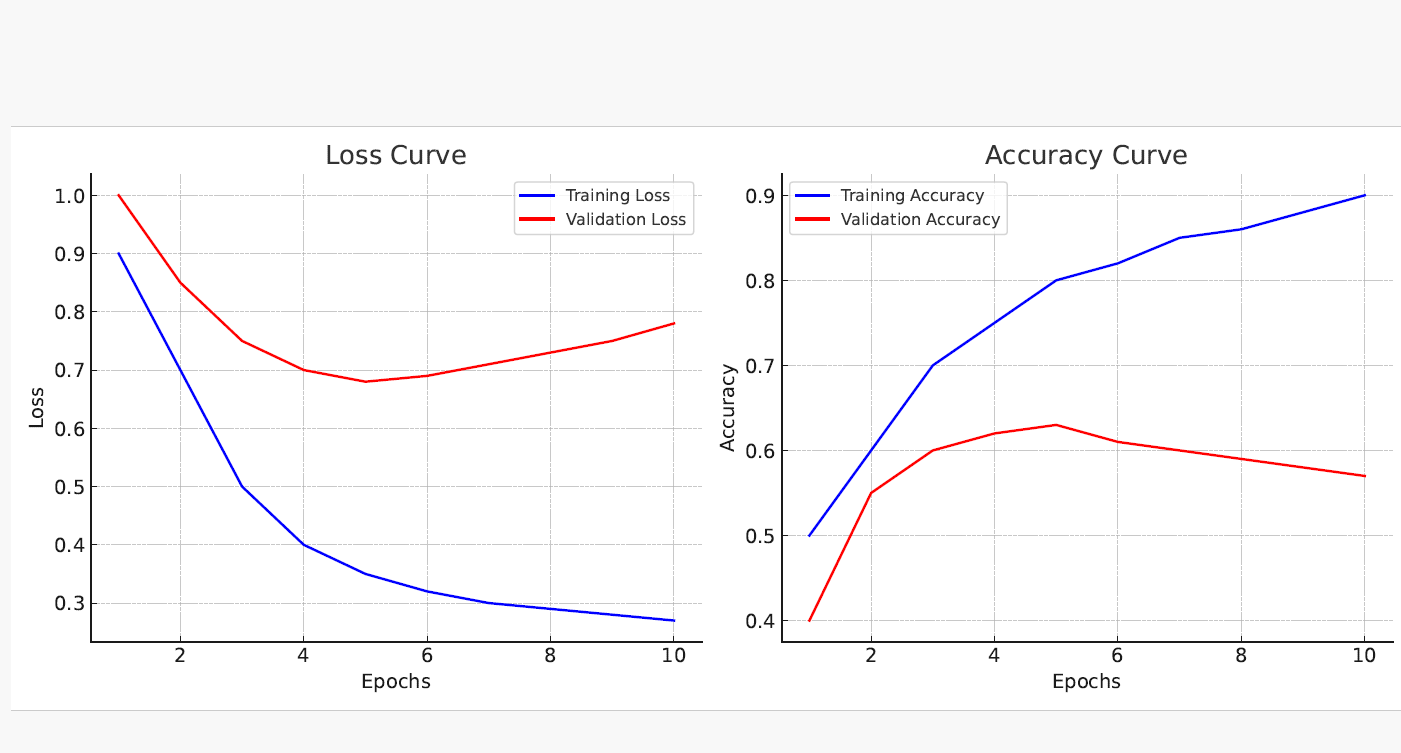 Loss Curve
Training Loss
Validation Loss
1.0
0.9
0.8
0.7
0.6
0.5
0.4
0.3
Loss
2 4 6 8 10
Epochs
Accuracy Curve
Training Accuracy
Validation Accuracy
0.9
0.8
0.7
0.6
0.5
0.4
Accuracy
2 4 6 8 10
Epochs